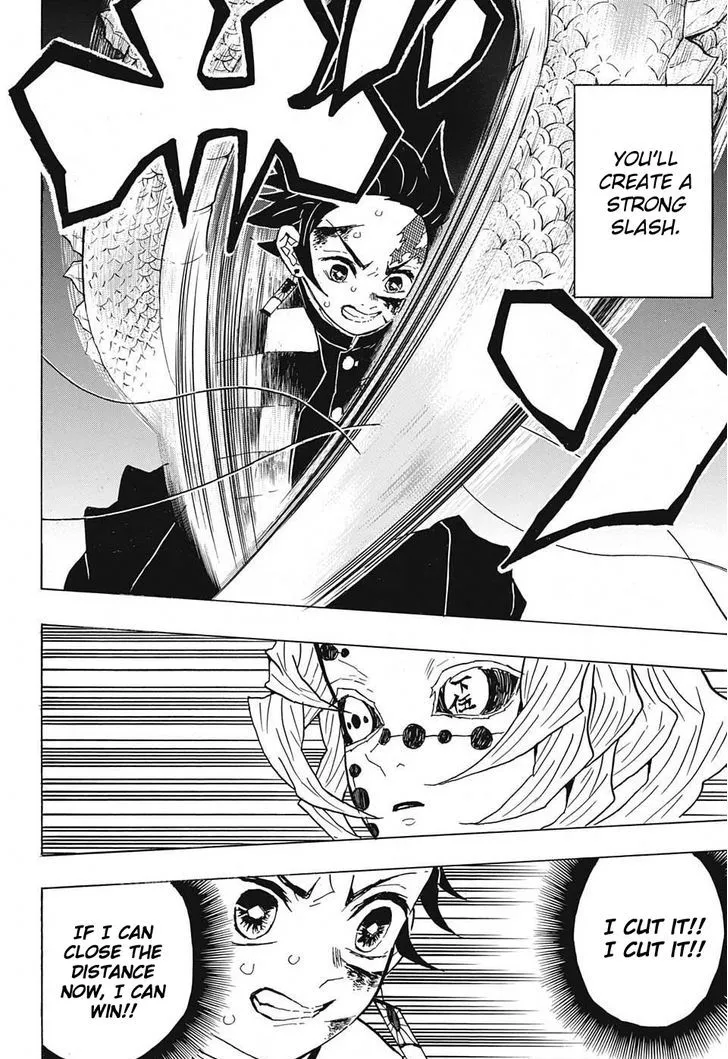 YOU'LL
CREATE A
STRONG
SLASH.
下伍
I CUT IT!!
I CUT IT!!
IF I CAN
CLOSE THE
DISTANCE
NOW, I CAN
WIN!!